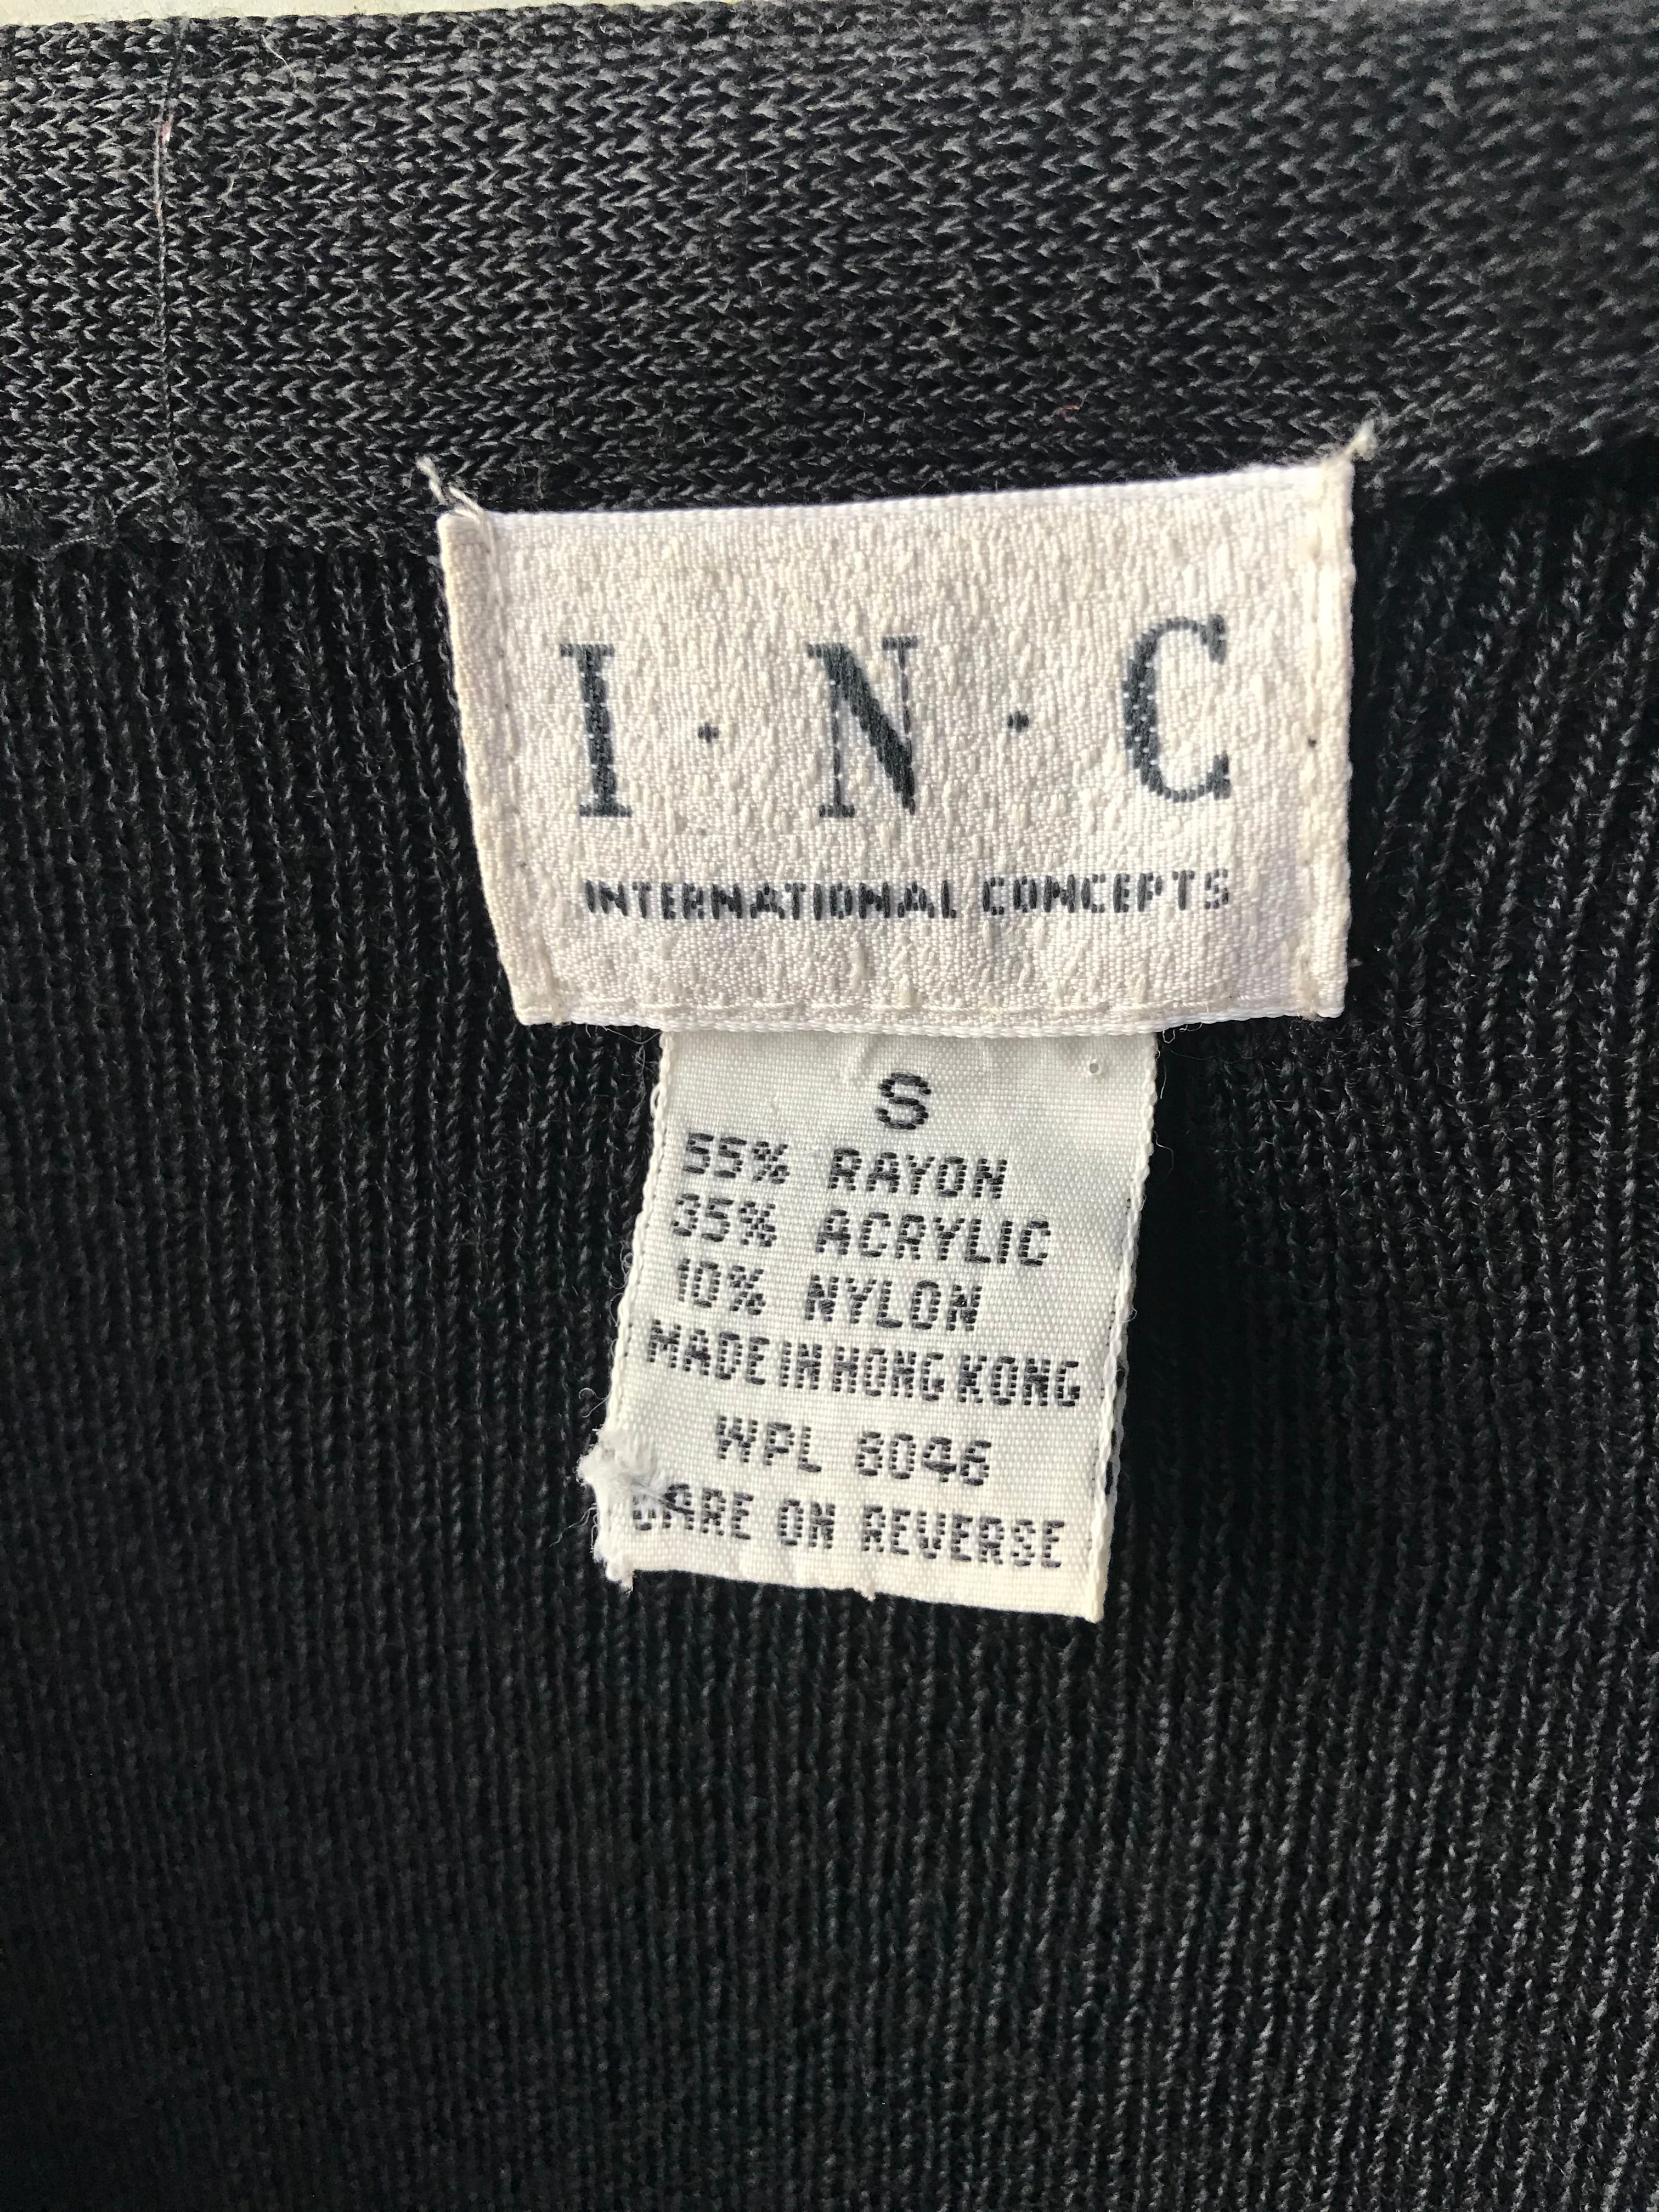 I·N·C
INTERNATIONAL CONCEPTS
S
55% RAYON
35% ACRYLIC
10% NYLON
MADE IN HONG KONG
WPL 6046
CARE ON REVERSE